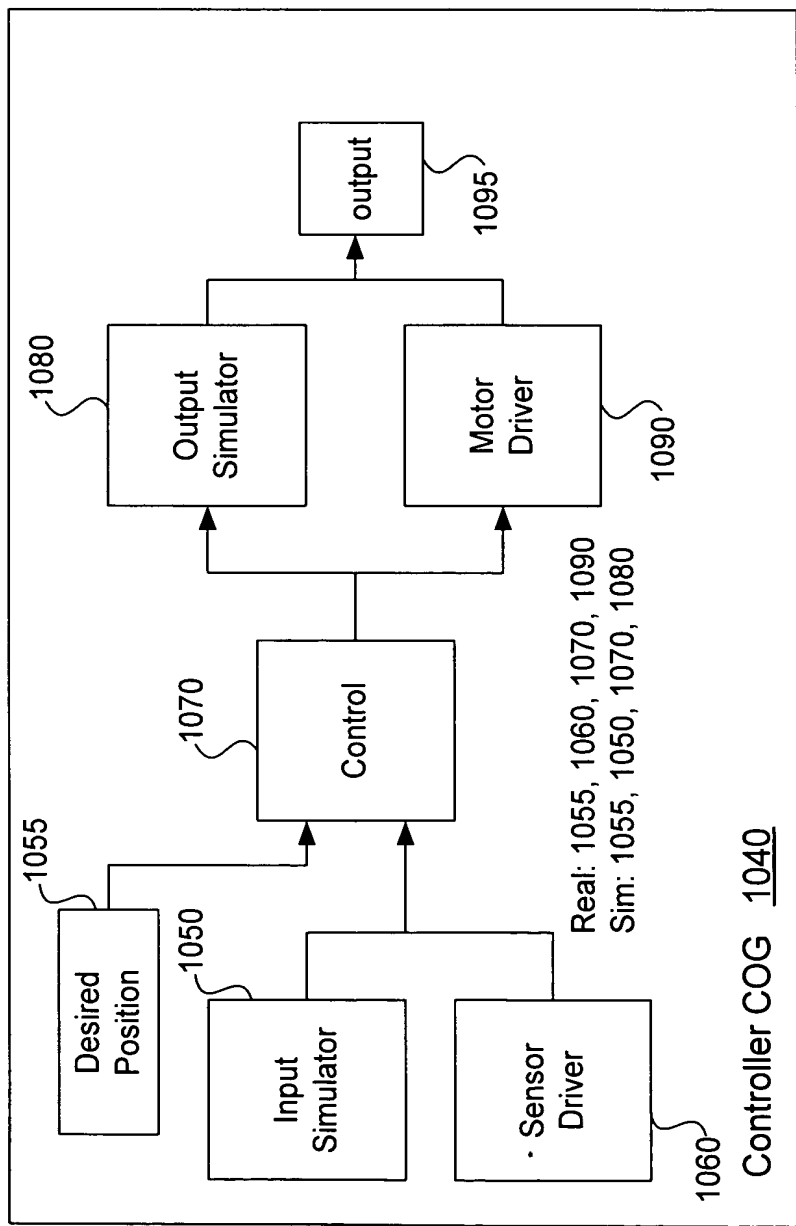 1055
Desired
Position
1050
Input
Simulator
Sensor
Driver
1060
1070
Control
1080
Output
Simulator
Motor
Driver
1090
output
1095
Real: 1055, 1060, 1070, 1090
Sim: 1055, 1050, 1070, 1080
Controller COG 1040